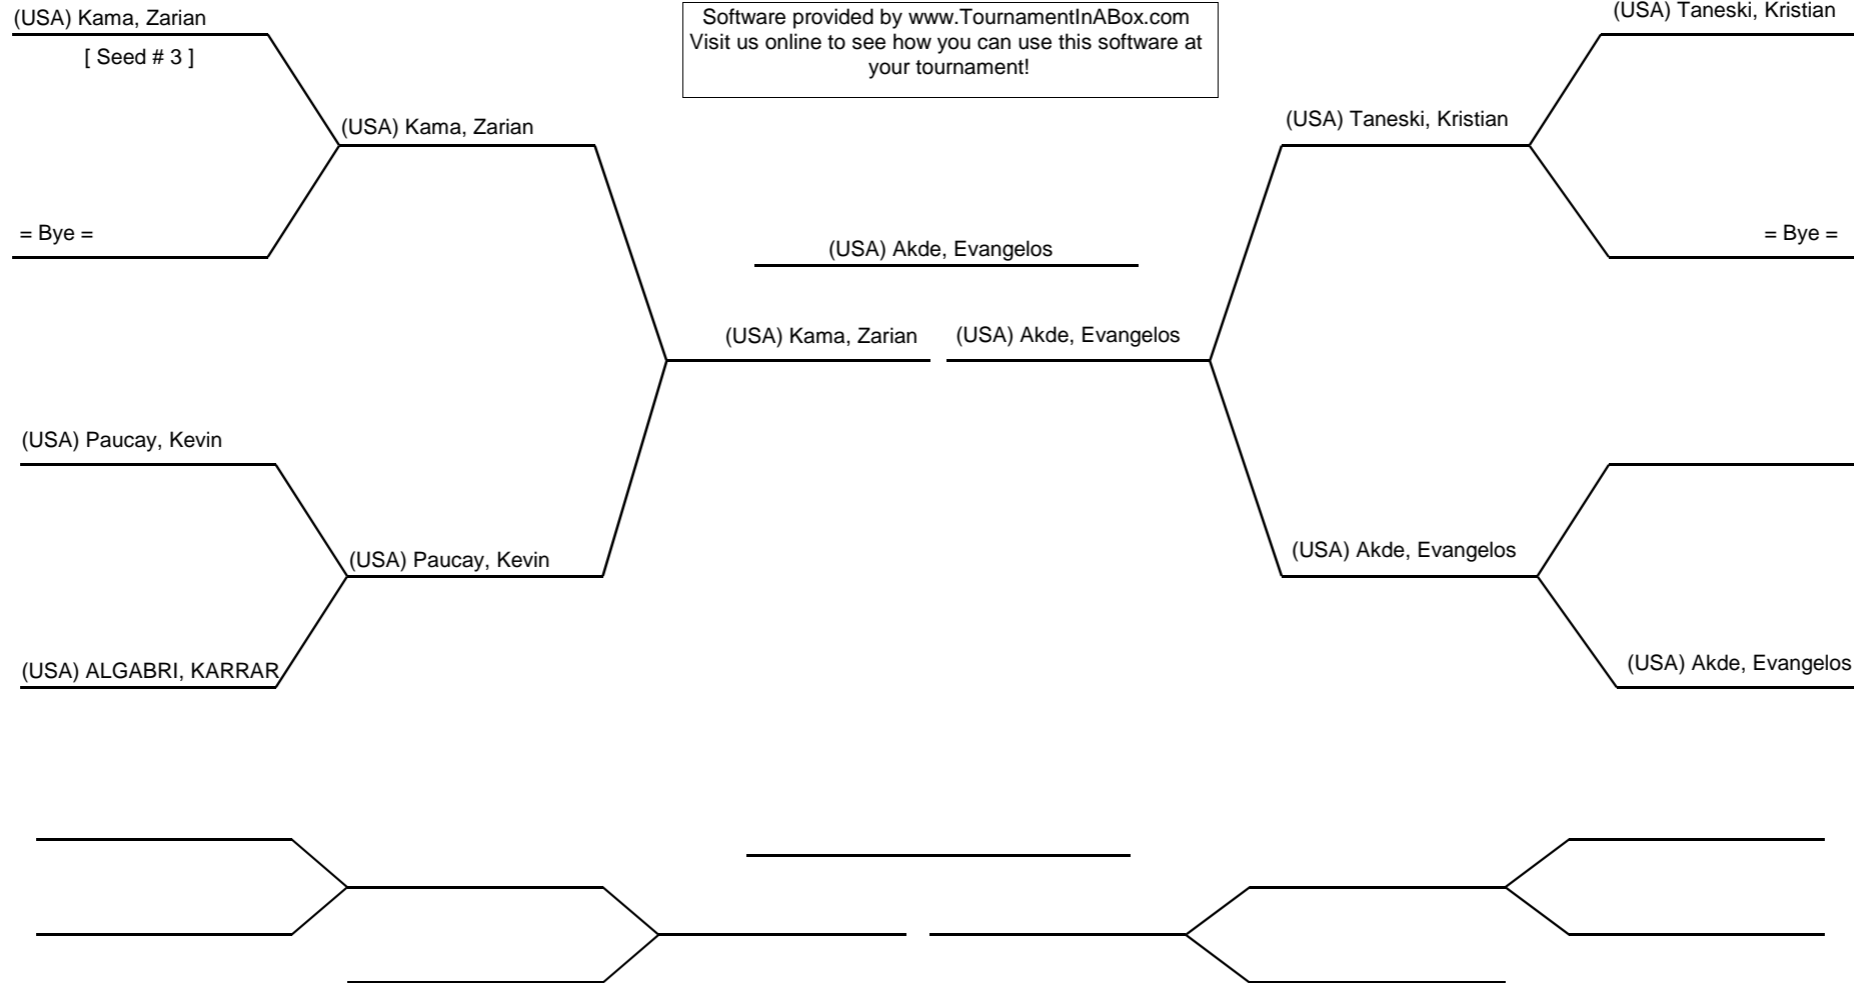 (USA) Kama, Zarian
[ Seed # 3 ]
Software provided by www.TournamentInABox.com
Visit us online to see how you can use this software at
your tournament!
(USA) Taneski, Kristian
(USA) Kama, Zarian
(USA) Taneski, Kristian
= Bye =
(USA) Akde, Evangelos
= Bye =
(USA) Kama, Zarian
(USA) Akde, Evangelos
(USA) Paucay, Kevin
(USA) Paucay, Kevin
(USA) Akde, Evangelos
(USA) ALGABRI, KARRAR
(USA) Akde, Evangelos